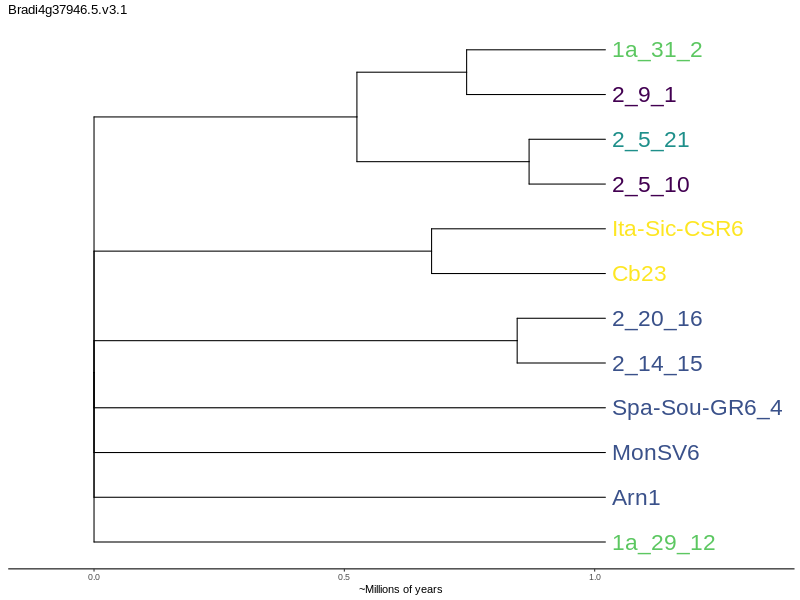 Bradi4g37946.5.v3.1
1a_31_2
2_9_1
2_5_21
2_5_10
Ita-Sic-CSR6
Cb23
2_20_16
2_14_15
Spa-Sou-GR6_4
MonSV6
Arn1
1a_29_12
0.0 0.5 1.0
~Millions of years